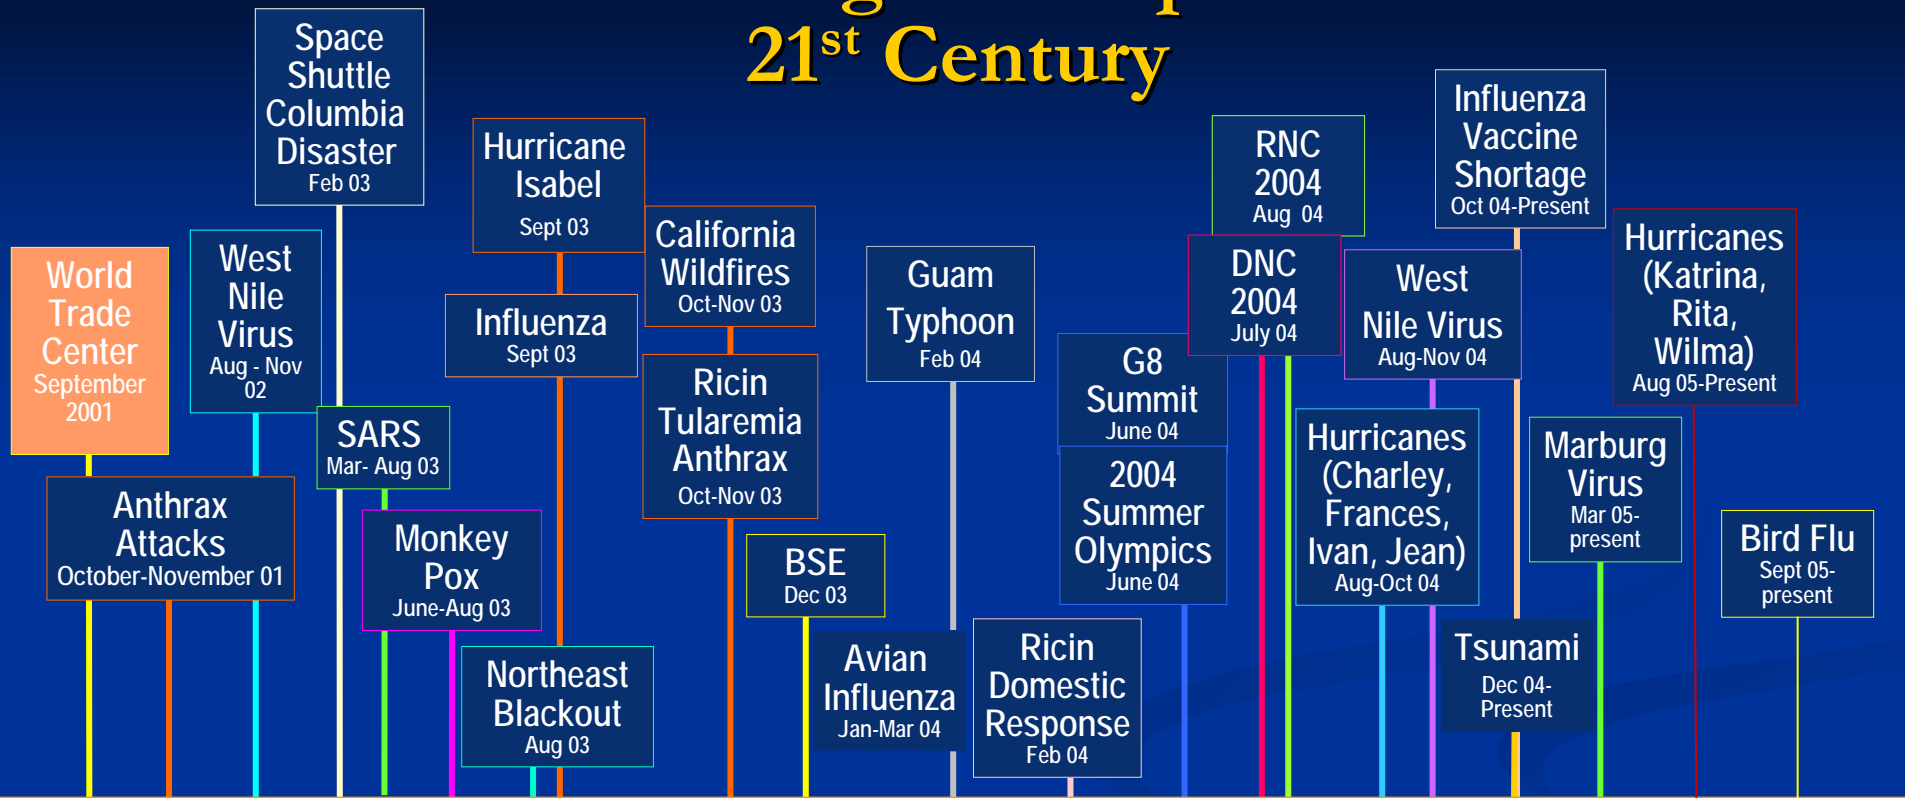 21st Century
Space
Shuttle
Columbia
Disaster
Feb 03
World
Trade
Center
September
2001
West
Nile
Virus
Aug - Nov
02
Anthrax
Attacks
October-November 01
SARS
Mar- Aug 03
Monkey
Pox
June-Aug 03
Hurricane
Isabel
Sept 03
Influenza
Sept 03
Northeast
Blackout
Aug 03
California
Wildfires
Oct-Nov 03
Ricin
Tularemia
Anthrax
Oct-Nov 03
BSE
Dec 03
Avian
Influenza
Jan-Mar 04
Guam
Typhoon
Feb 04
Ricin
Domestic
Response
Feb 04
G8
Summit
June 04
2004
Summer
Olympics
June 04
RNC
2004
Aug 04
DNC
2004
July 04
West
Nile Virus
Aug-Nov 04
Hurricanes
(Charley,
Frances,
Ivan, Jean)
Aug-Oct 04
Influenza
Vaccine
Shortage
Oct 04-Present
Tsunami
Dec 04-
Present
Marburg
Virus
Mar 05-
present
Hurricanes
(Katrina,
Rita,
Wilma)
Aug 05-Present
Bird Flu
Sept 05-
present